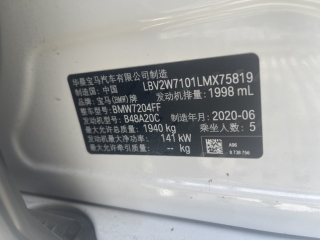 华晨宝马汽车有限公司制造
制造国: 中国 LBV2W7101LMX75819
品牌: 宝马(BMW)牌 发动机排量: 1998 mL
整车型号: BMW7204FF
发动机型号: B48A20C 制造年月: 2020-06
最大允许总质量: 1940 kg 乘坐人数: 5
发动机最大净功率: 141 kW
最大允许牵引质量: -- kg